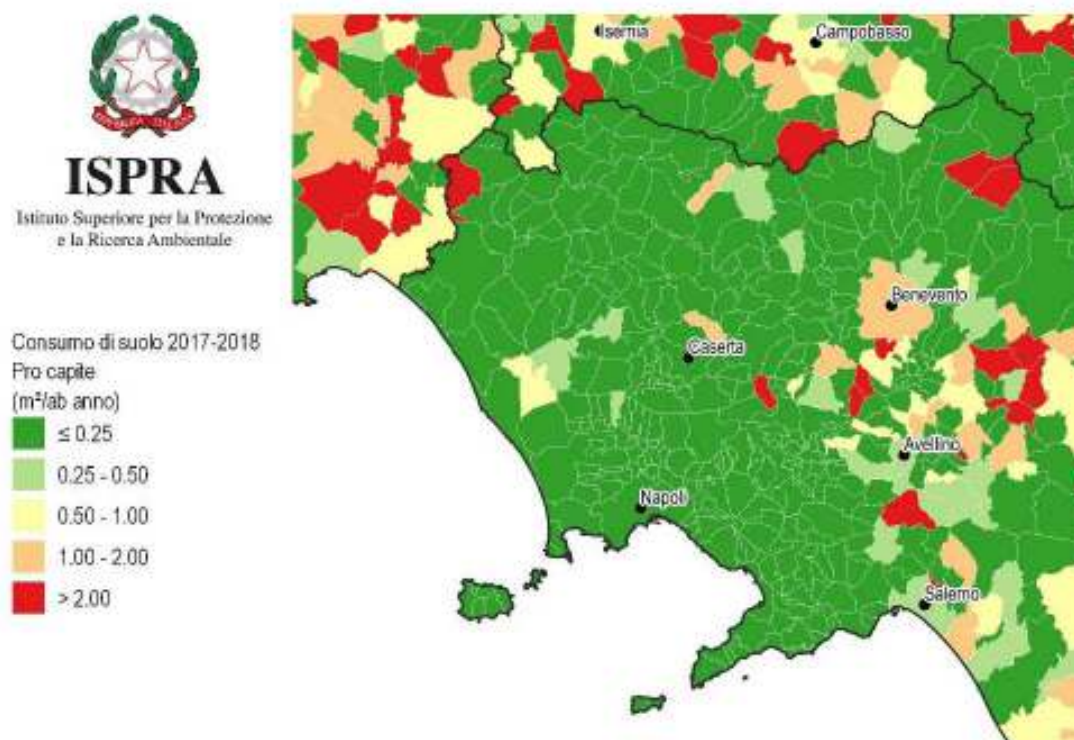 REPVBBLICA ITALIANA
ISPRA
Istituto Superiore per la Protezione
e la Ricerca Ambientale
Consumo di suolo 2017-2018
Pro capite
(m²/ab anno)
≤ 0.25
0.25 - 0.50
0.50 - 1.00
1.00 - 2.00
> 2.00
Isernia
Campobasso
Benevento
Caserta
Avellino
Napoli
Salerno